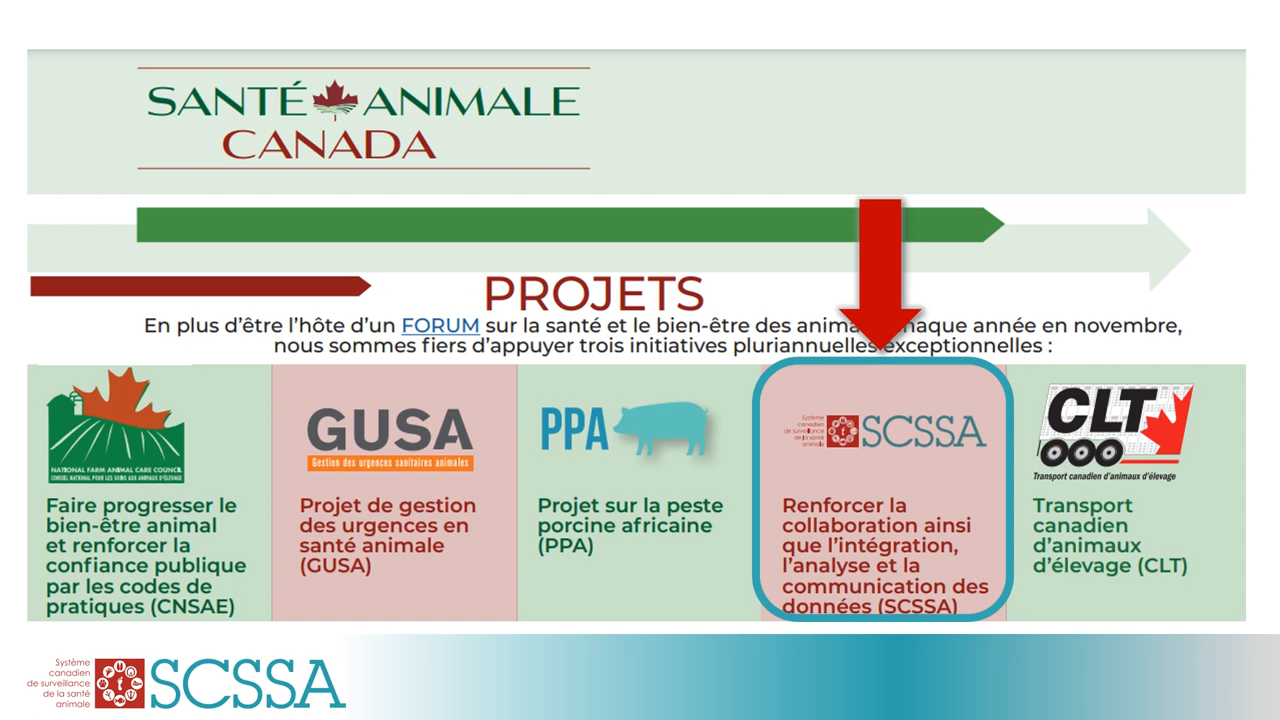 SANTÉ ANIMALE
CANADA
PROJETS
En plus d'être l'hôte d'un FORUM sur la santé et le bien-être des anima haque année en novembre,
nous sommes fiers d'appuyer trois initiatives pluriannuelles exceptionnelles :
NATIONAL FARM ANIMAL CARE COUNCIL
CONSEIL NATIONAL POUR LES SOINS AUX ANIMAUX D'ÉLEVAGE
Faire progresser le
bien-être animal
et renforcer la
confiance publique
par les codes de
pratiques (CNSAE)
GUSA
Gestion des urgences sanitaires animales
Projet de gestion
des urgences en
santé animale
(GUSA)
PPA
Projet sur la peste
porcine africaine
(PPA)
Système
canadien
de surveillance
de la santé
animale
SCSSA
Renforcer la
collaboration ainsi
que l'intégration,
l'analyse et la
communication des
données (SCSSA)
CLT
Transport canadien d'animaux d'élevage
Transport
canadien
d'animaux
d'élevage (CLT)
Système
canadien
de surveillance
de la santé
animale
SCSSA